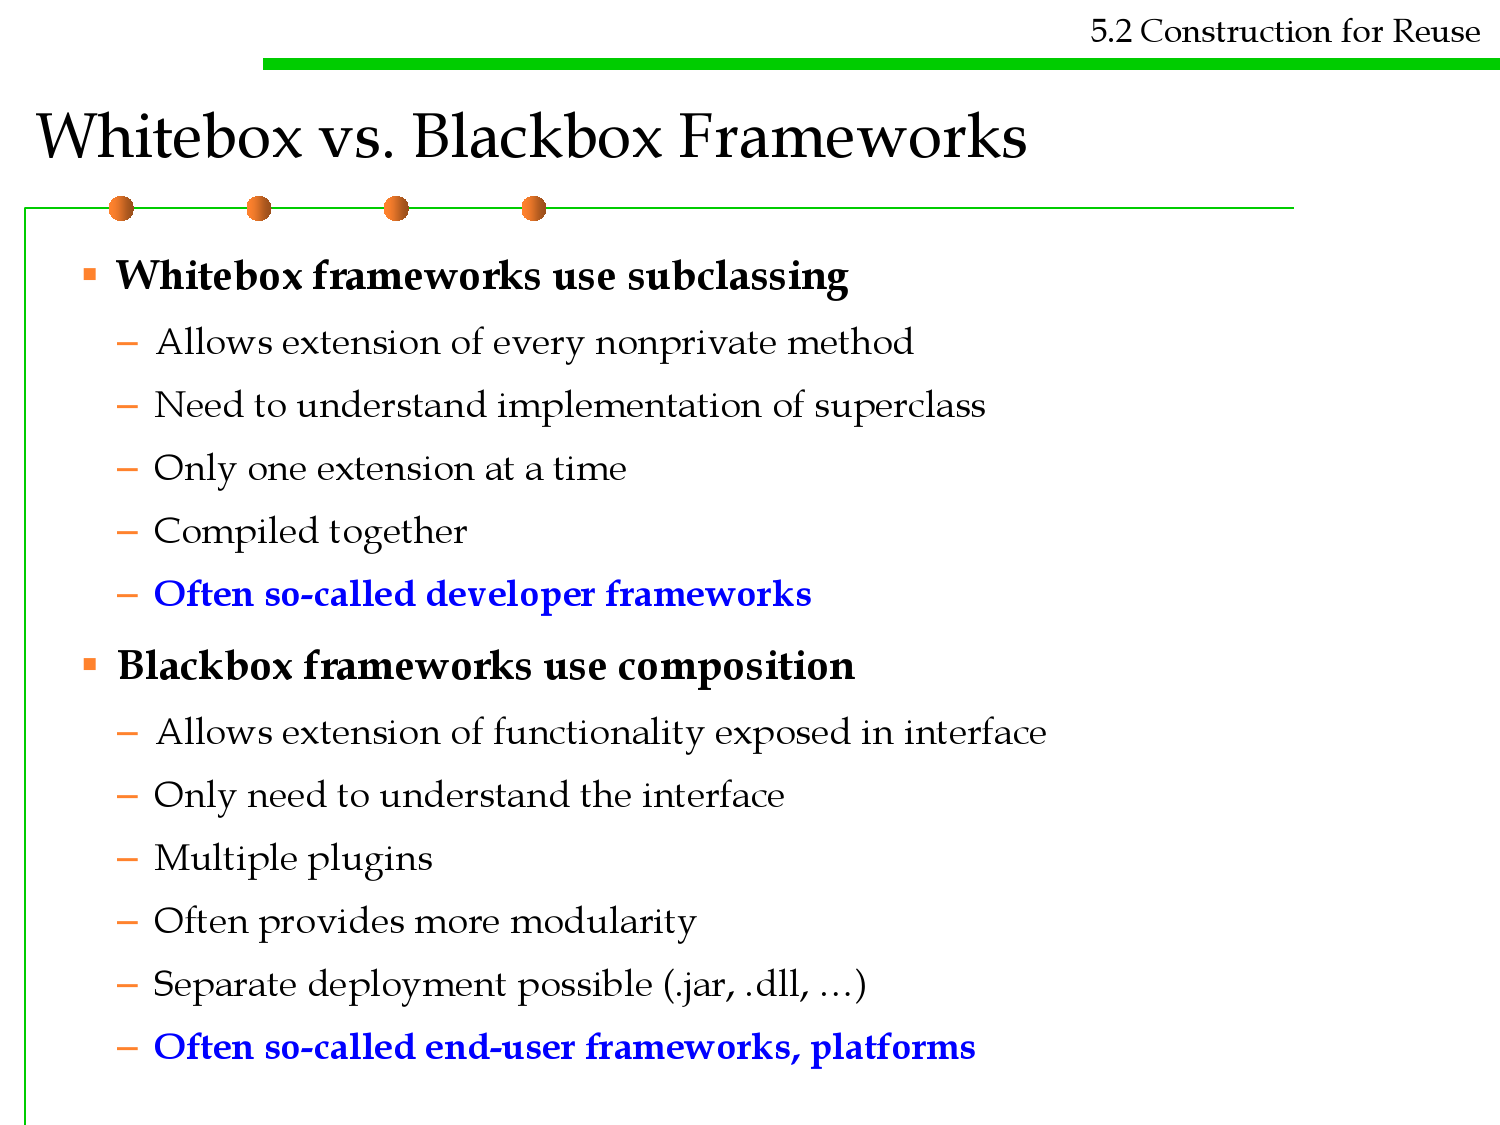 5.2 Construction for Reuse
Whitebox vs. Blackbox Frameworks
▪ Whitebox frameworks use subclassing
– Allows extension of every nonprivate method
– Need to understand implementation of superclass
– Only one extension at a time
– Compiled together
– Often so-called developer frameworks
▪ Blackbox frameworks use composition
– Allows extension of functionality exposed in interface
– Only need to understand the interface
– Multiple plugins
– Often provides more modularity
– Separate deployment possible (.jar, .dll, …)
– Often so-called end-user frameworks, platforms